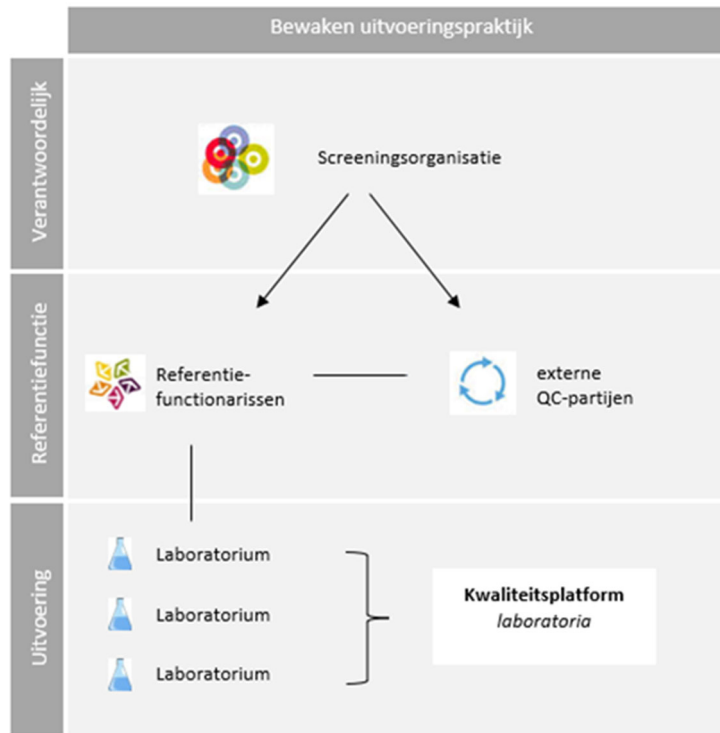 Bewaken uitvoeringspraktijk
Verantwoordelijk
Screeningsorganisatie
Referentiefunctie
Referentie-
functionarissen
externe
QC-partijen
Uitvoering
Laboratorium
Laboratorium
Laboratorium
Kwaliteitsplatform
laboratoria